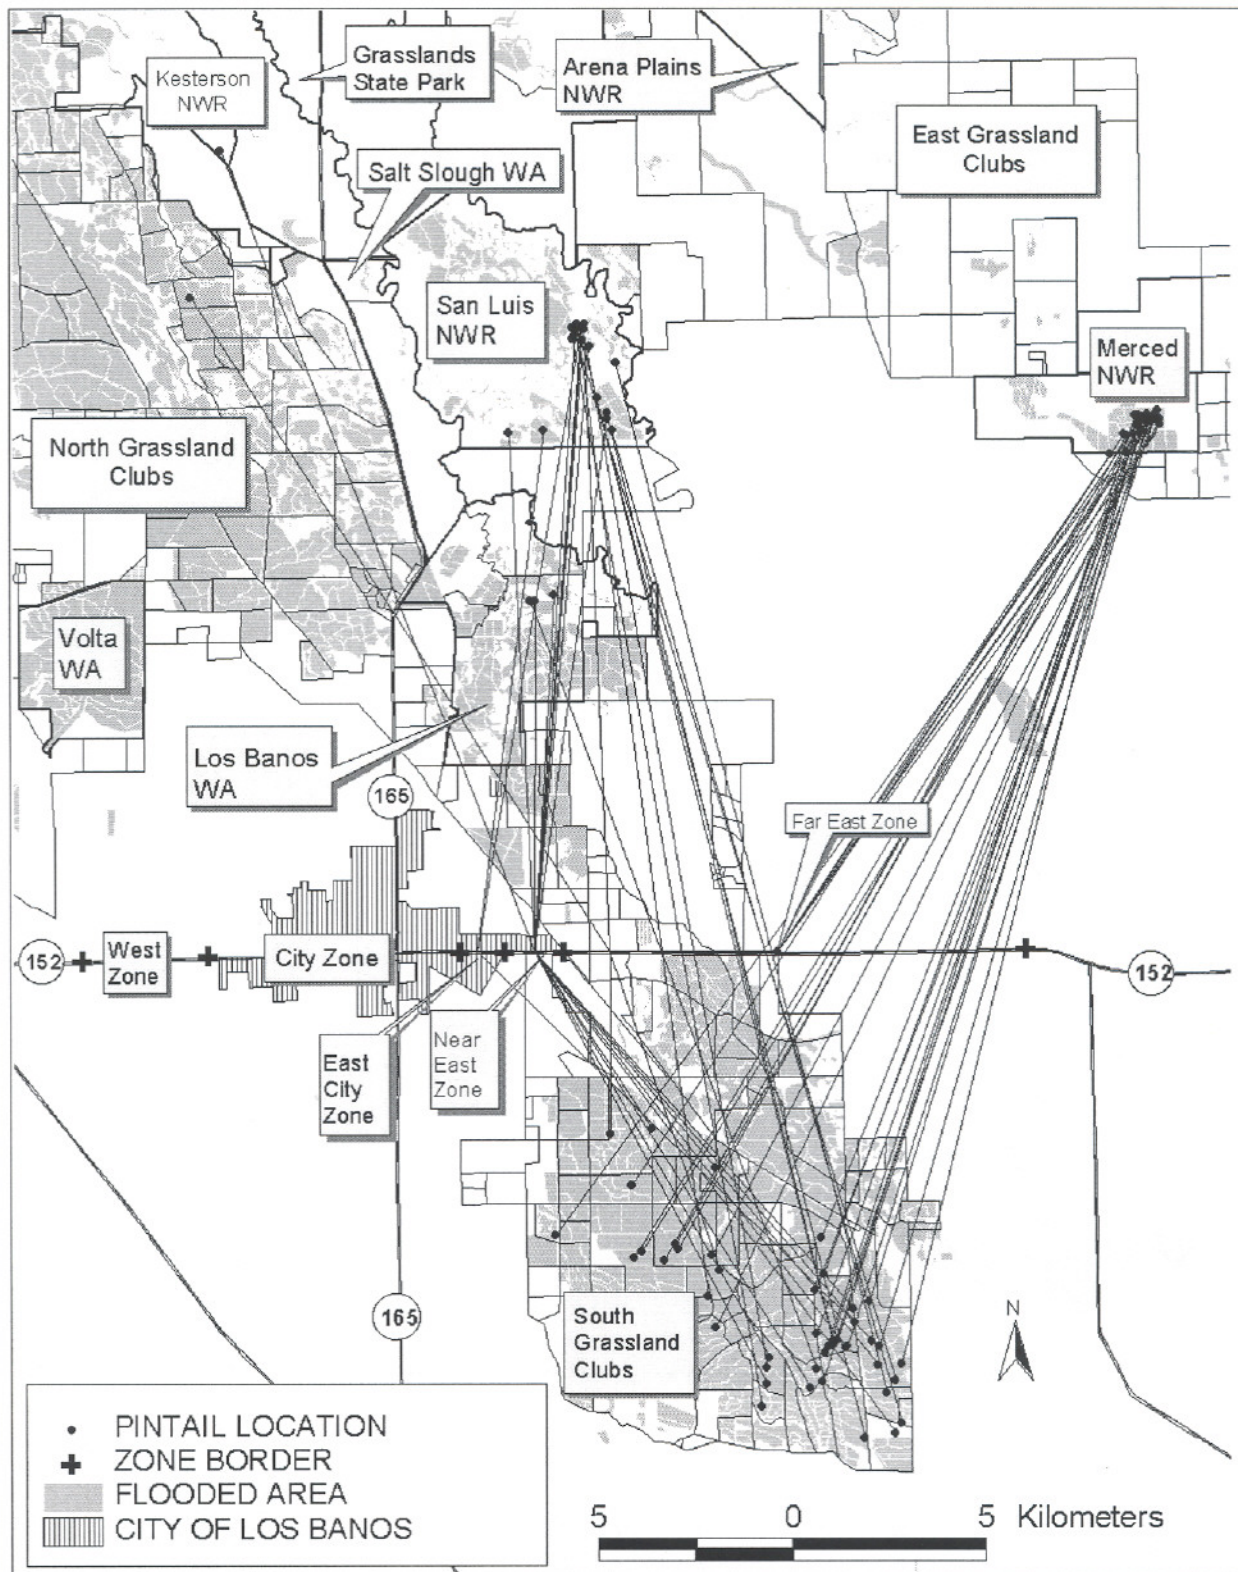 Grasslands
State Park
Kesterson
NWR
Arena Plains
NWR
East Grassland
Clubs
Salt Slough WA
San Luis
NWR
Merced
NWR
North Grassland
Clubs
Volta
WA
Los Banos
WA
165
Far East Zone
152
West
Zone
City Zone
152
East
City
Zone
Near
East
Zone
165
South
Grassland
Clubs
N
PINTAIL LOCATION
ZONE BORDER
FLOODED AREA
CITY OF LOS BANOS
5 0 5 Kilometers